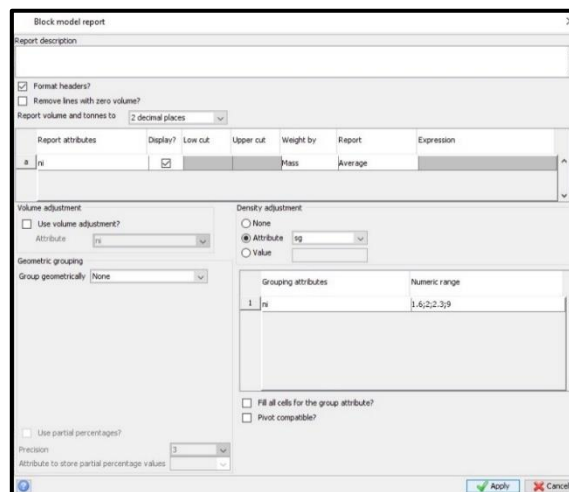 Block model report
Report description
Format headers?
Remove lines with zero volume?
Report volume and tonnes to 2 decimal places
Report attributes Display? Low cut Upper cut Weight by Report Expression
a ni Mass Average
Volume adjustment
Use volume adjustment?
Attribute ni
Density adjustment
None
Attribute sg
Value
Geometric grouping
Group geometrically None
Grouping attributes Numeric range
1 ni 1.6;2;2.3;9
Fill all cells for the group attribute?
Pivot compatible?
Use partial percentages?
Precision 3
Attribute to store partial percentage values
? Apply Cancel